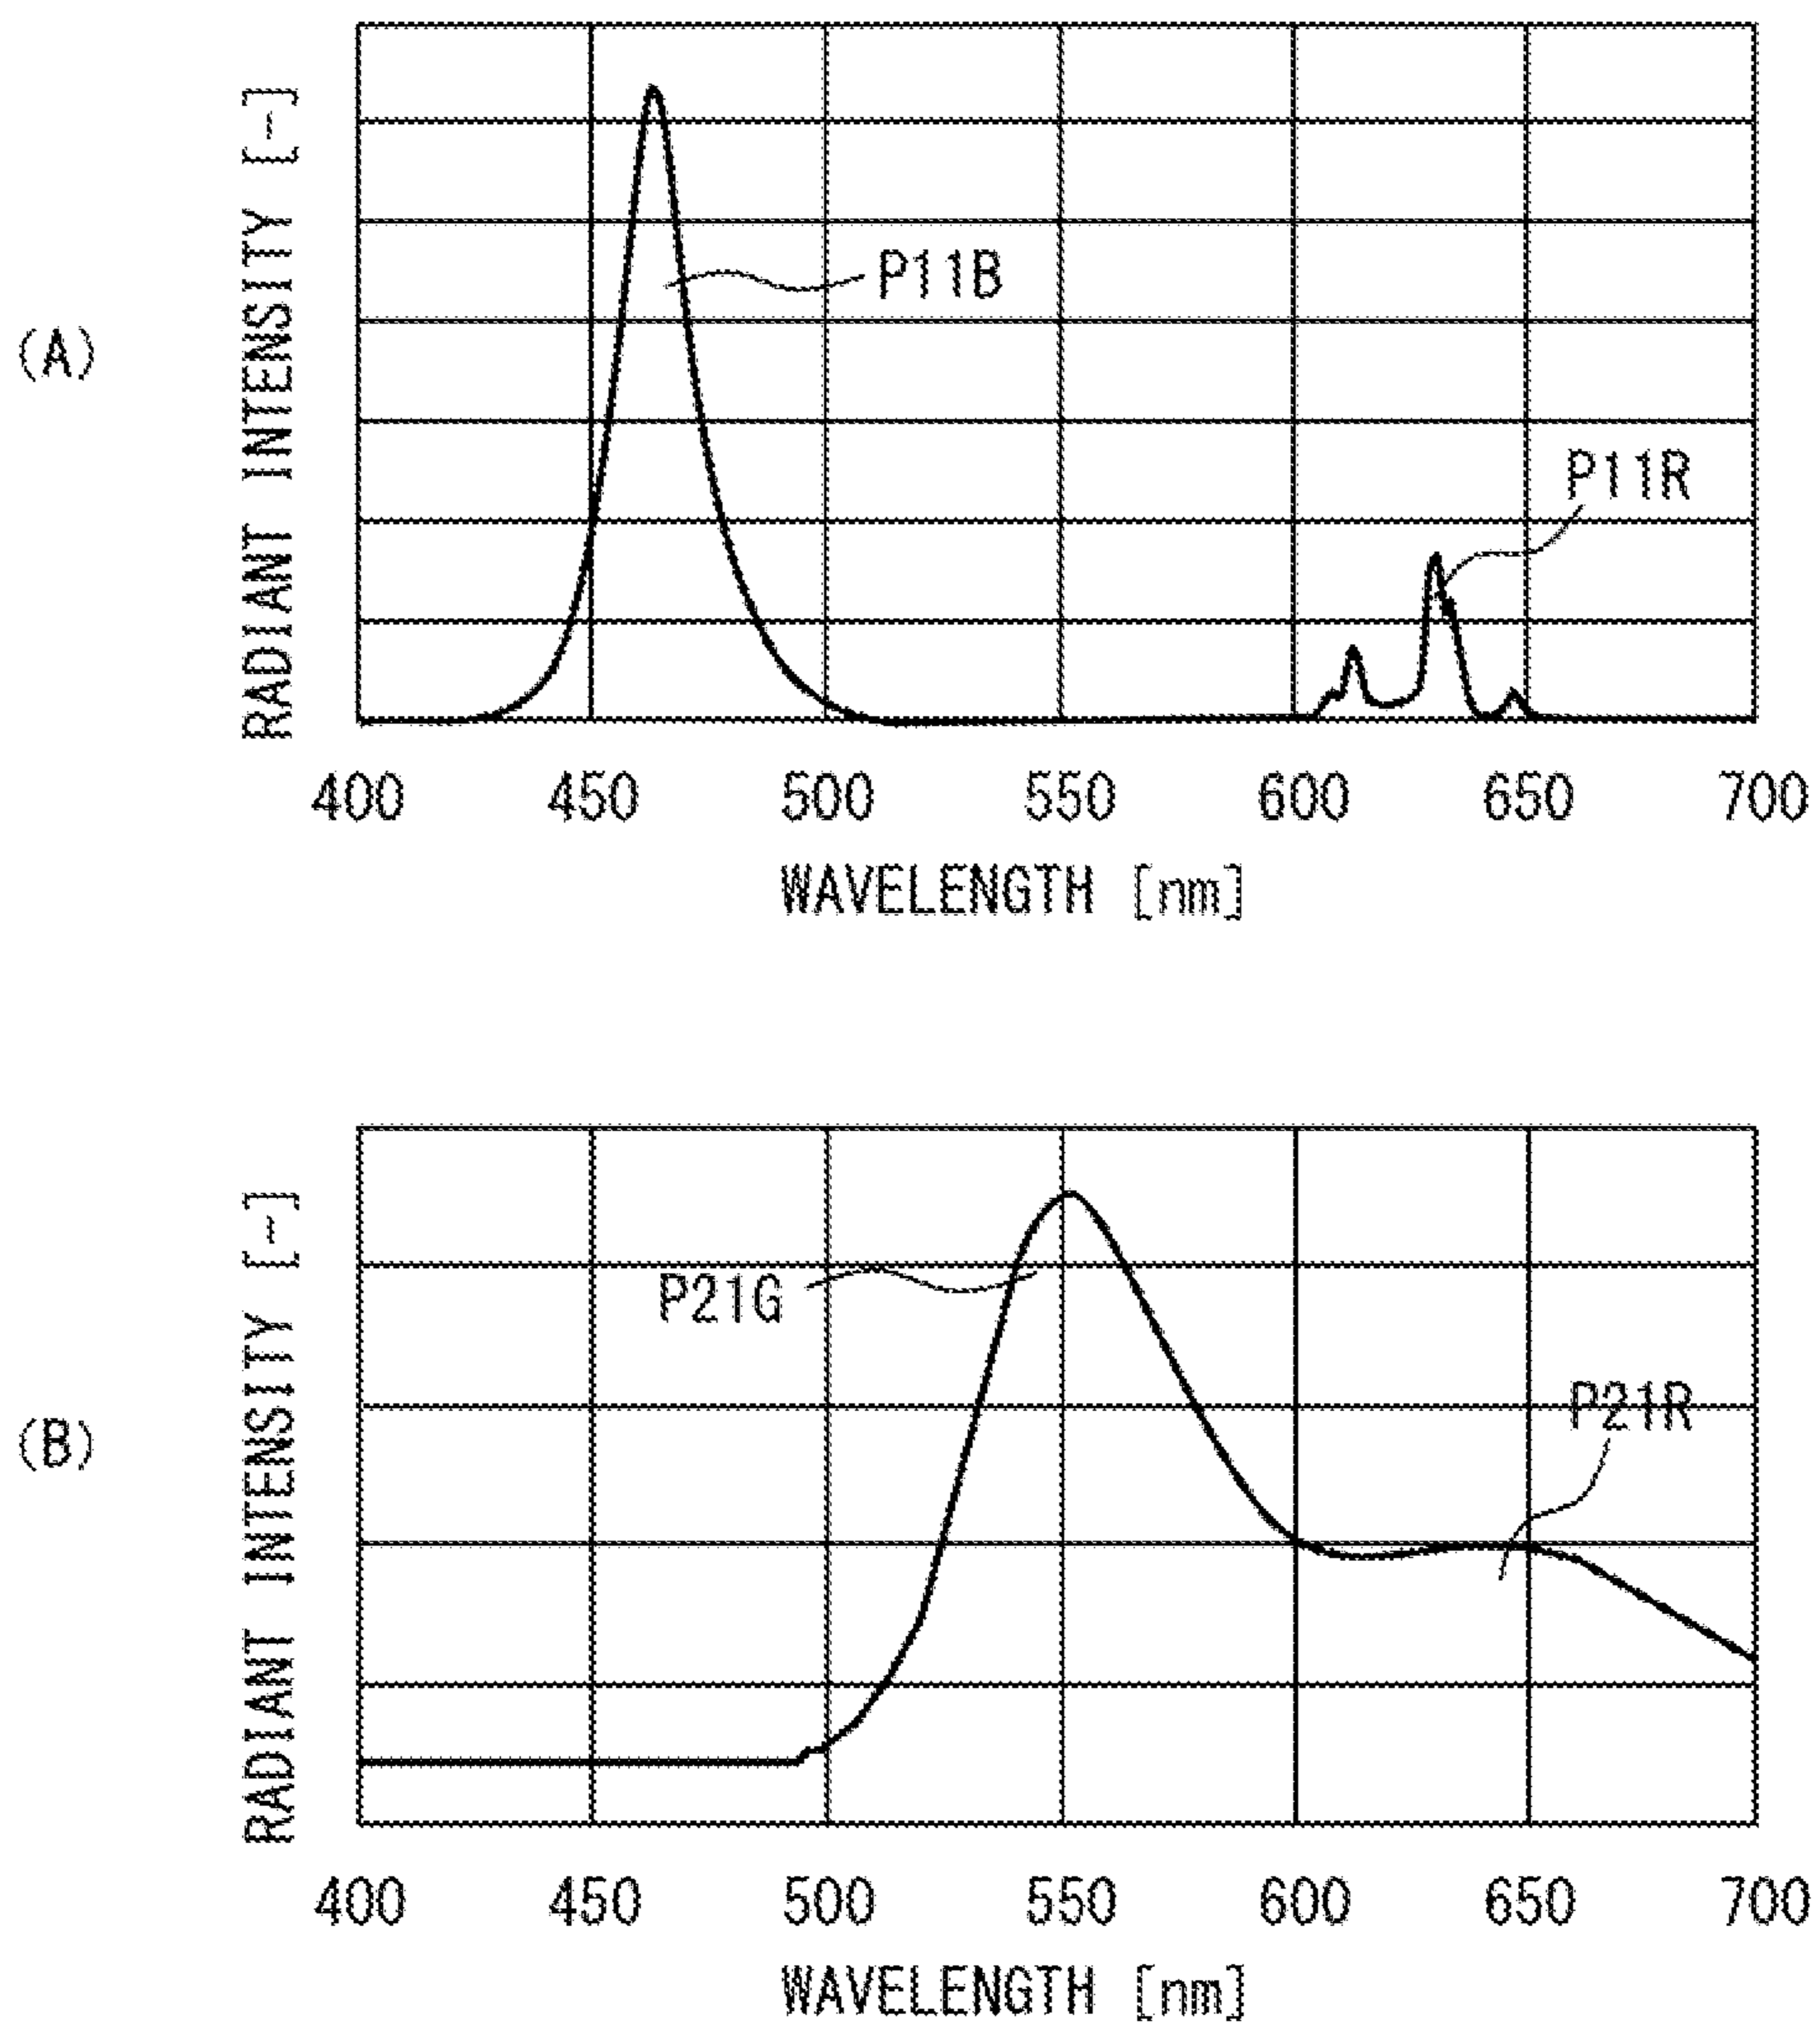 (A)
RADIANT INTENSITY [-]
P11B
P11R
400 450 500 550 600 650 700
WAVELENGTH [nm]
(B)
RADIANT INTENSITY [-]
P21G
P21R
400 450 500 550 600 650 700
WAVELENGTH [nm]